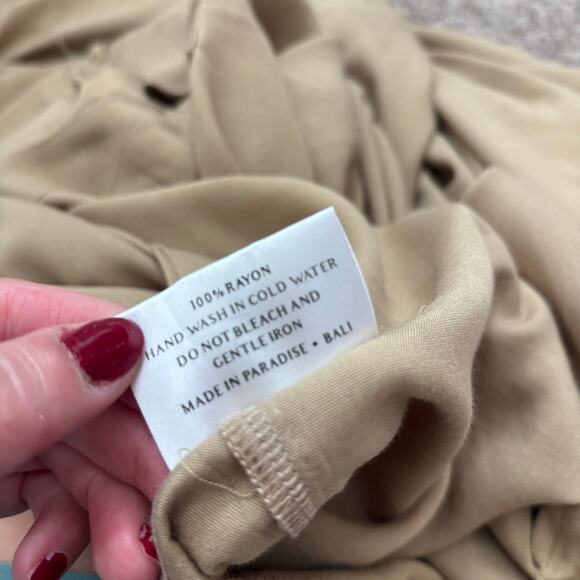 100% RAYON
HAND WASH IN COLD WATER
DO NOT BLEACH AND
GENTLE IRON
MADE IN PARADISE • BALI